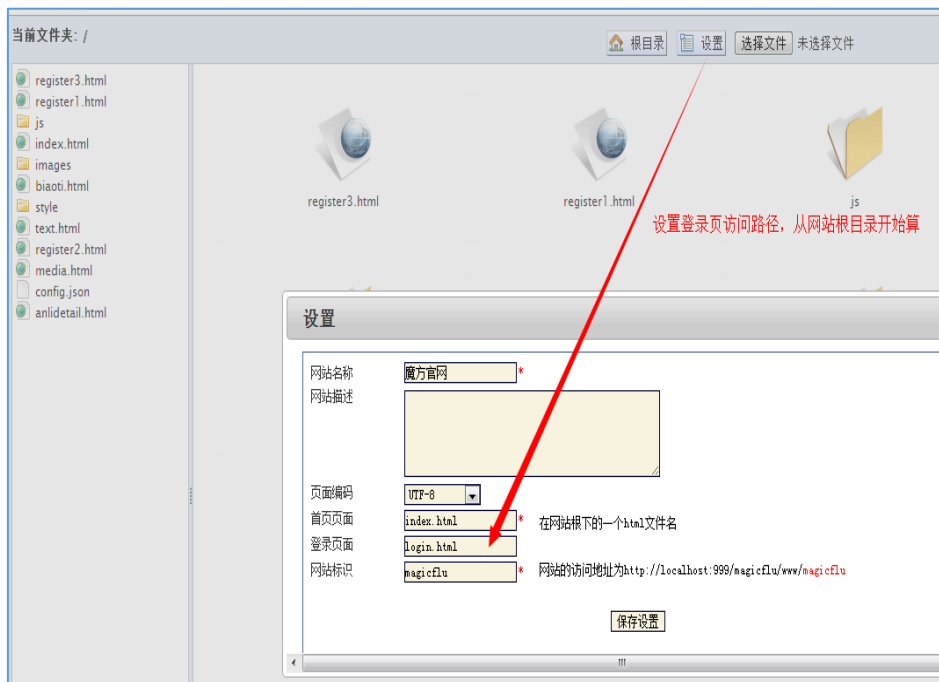 当前文件夹: /
根目录 设置 选择文件 未选择文件
register3.html
register1.html
js
index.html
images
biaoti.html
style
text.html
register2.html
media.html
config.json
anlidetail.html
register3.html register1.html js
设置登录页访问路径，从网站根目录开始算
设置
网站名称 魔方官网 *
网站描述
页面编码 UTF-8
首页页面 index.html * 在网站根下的一个html文件名
登录页面 login.html
网站标识 magicflu * 网站的访问地址为http://localhost:999/magicflu/www/magicflu
保存设置